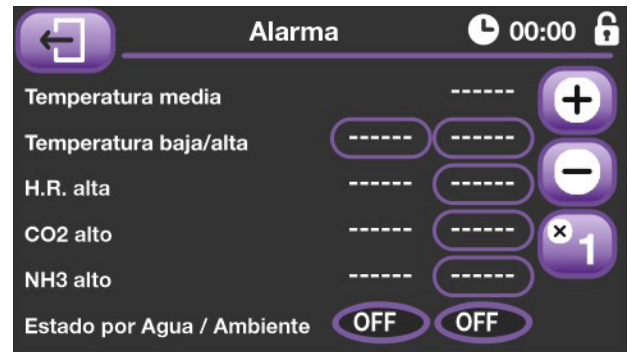 Alarma 00:00
Temperatura media ------
Temperatura baja/alta ------ ------
H.R. alta ------ ------
CO2 alto ------ ------
NH3 alto ------ ------
Estado por Agua / Ambiente OFF OFF
+
−
×1